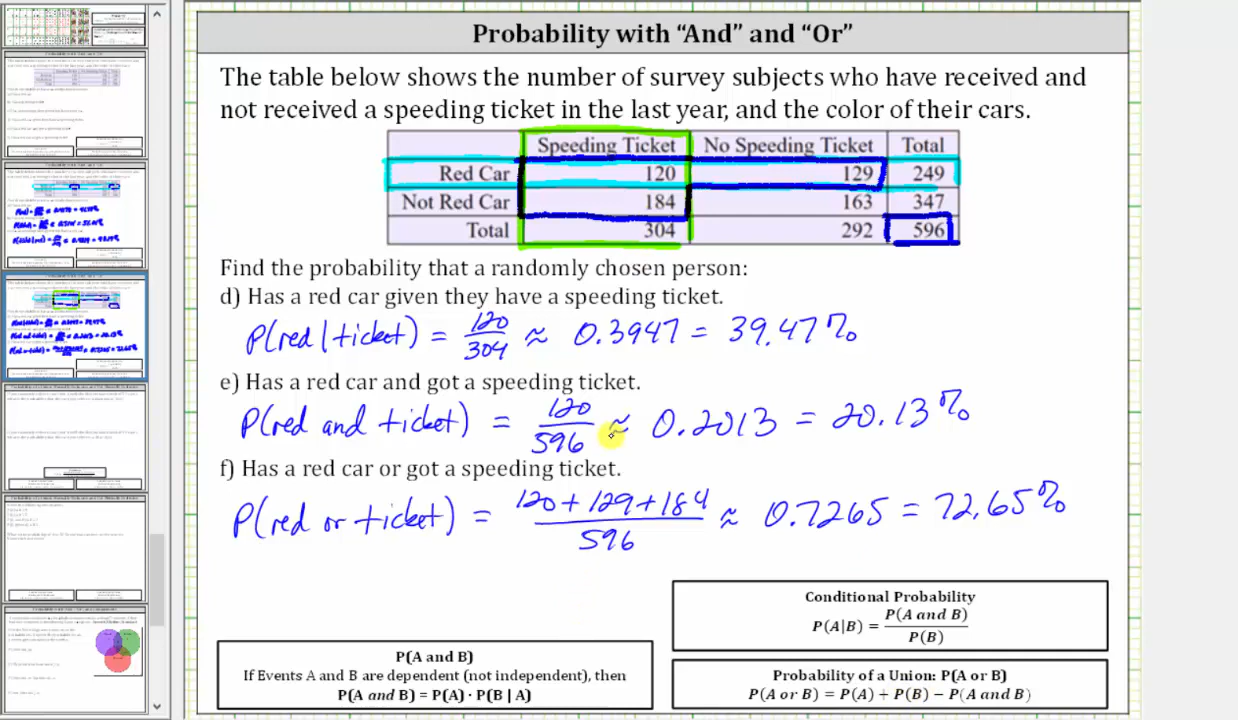 Probability with “And” and “Or”
The table below shows the number of survey subjects who have received and
not received a speeding ticket in the last year, and the color of their cars.
Speeding Ticket No Speeding Ticket Total
Red Car 120 129 249
Not Red Car 184 163 347
Total 304 292 596
Find the probability that a randomly chosen person:
d) Has a red car given they have a speeding ticket.
P(red | ticket) = 120/304 ≈ 0.3947 = 39.47%
e) Has a red car and got a speeding ticket.
P(red and ticket) = 120/596 ≈ 0.2013 = 20.13%
f) Has a red car or got a speeding ticket.
P(red or ticket) = 120+129+184/596 ≈ 0.7265 = 72.65%
P(A and B)
If Events A and B are dependent (not independent), then
P(A and B) = P(A) · P(B | A)
Conditional Probability
P(A|B) = P(A and B)/P(B)
Probability of a Union: P(A or B)
P(A or B) = P(A) + P(B) − P(A and B)